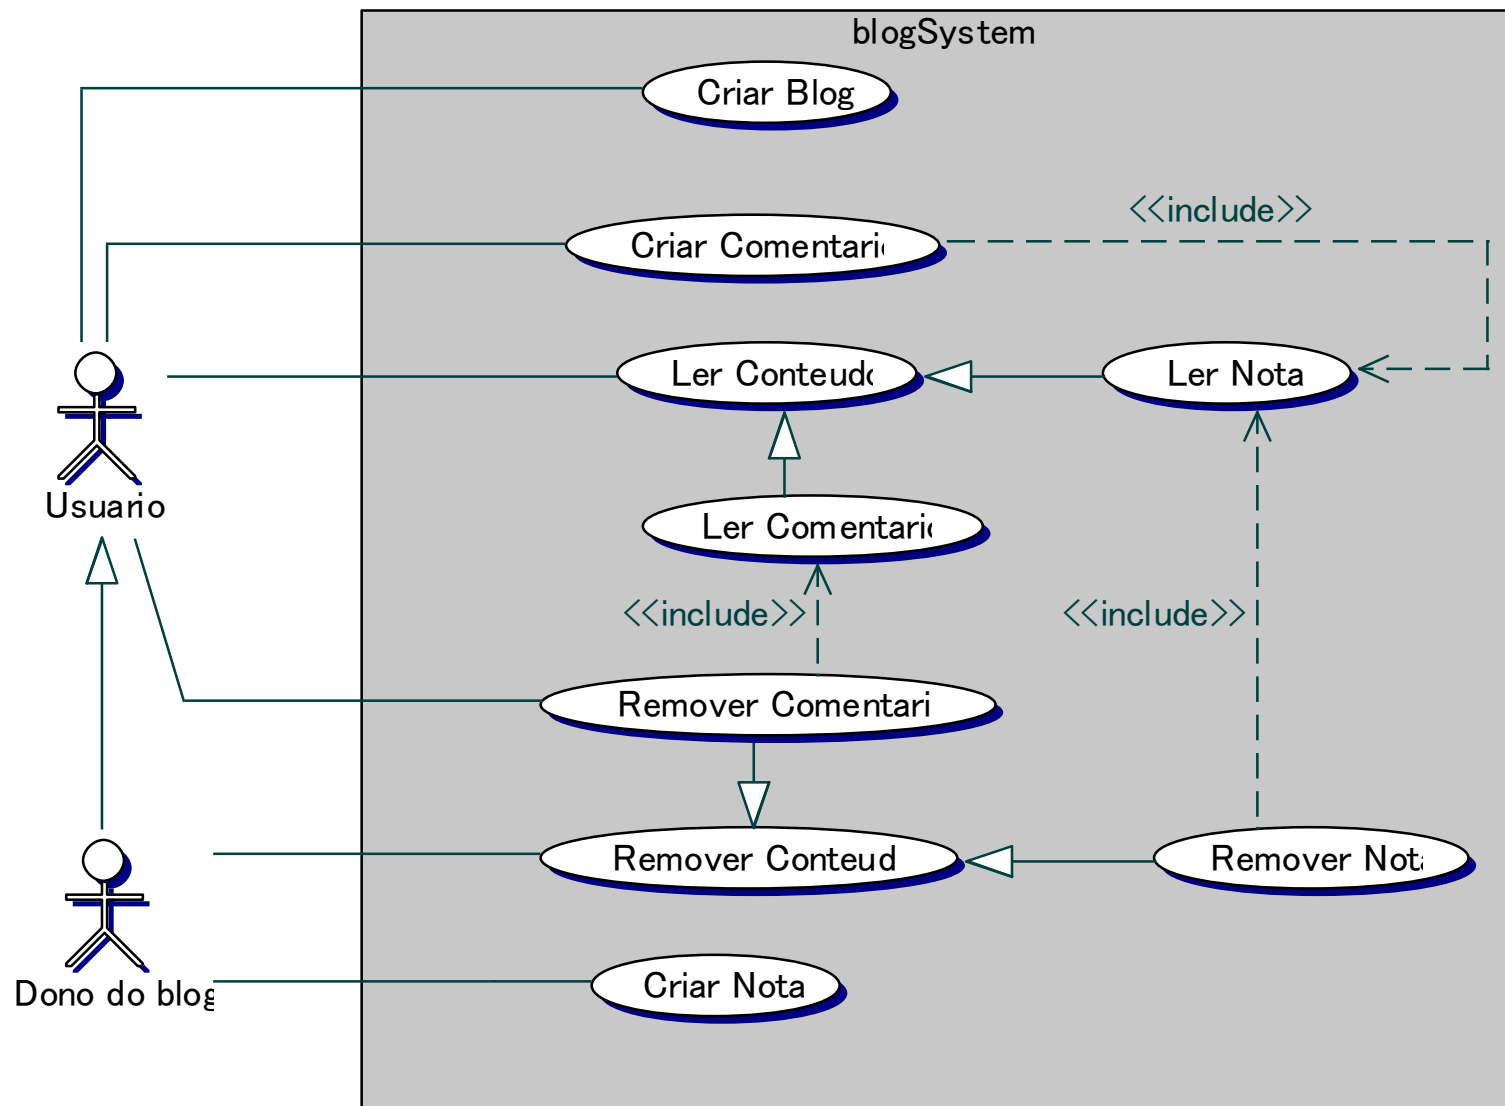 blogSystem
Criar Blog
<<include>>
Criar Comentari
Ler Conteud
Ler Nota
Usuario
Ler Comentari
<<include>>
<<include>>
Remover Comentari
Remover Conteud
Remover Not
Criar Nota
Dono do blog